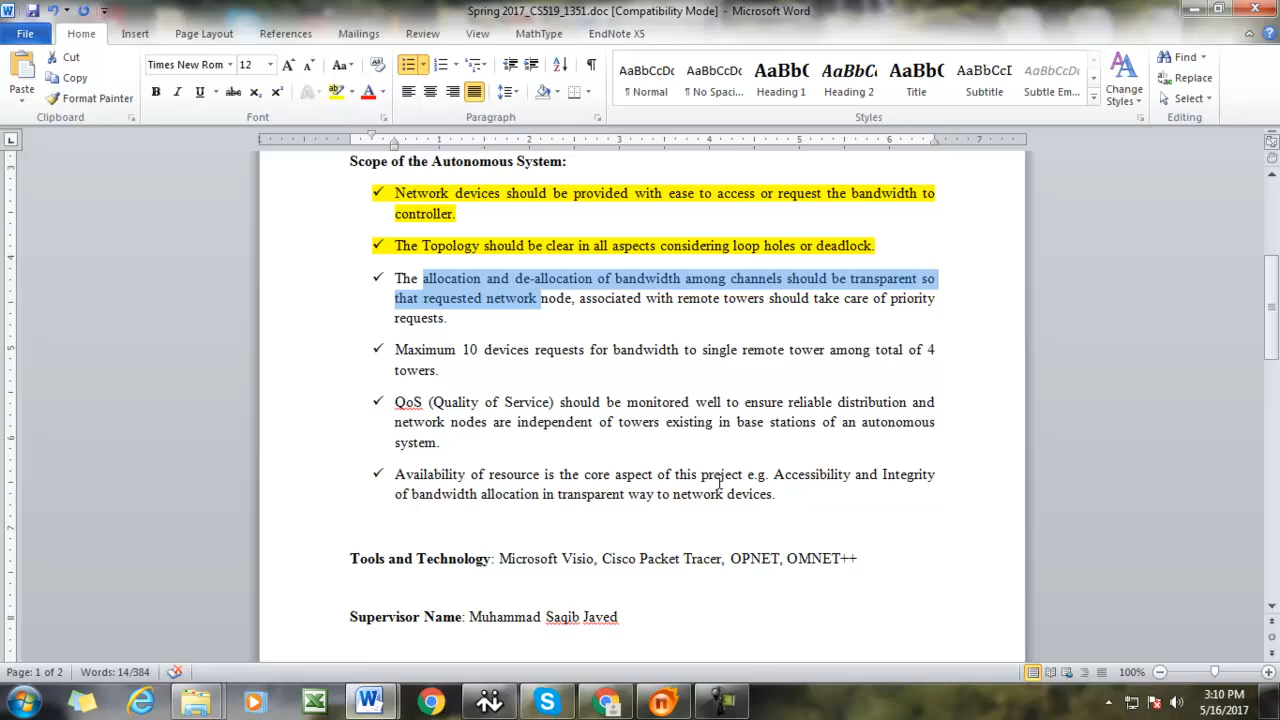 Spring 2017_CS519_1351.doc [Compatibility Mode] - Microsoft Word
File Home Insert Page Layout References Mailings Review View MathType EndNote X5
Cut
Copy
Format Painter
Paste
Clipboard
Times New Rom 12
Font
Paragraph
AaBbCcDc AaBbCcDc AaBbC AaBbCc AaBb( AaBbCcDd AaBbCcDd
¶ Normal ¶ No Spaci... Heading 1 Heading 2 Title Subtitle Subtle Em...
Styles
Change
Styles
Find
Replace
Select
Editing
Scope of the Autonomous System:
✓ Network devices should be provided with ease to access or request the bandwidth to
controller.
✓ The Topology should be clear in all aspects considering loop holes or deadlock.
✓ The allocation and de-allocation of bandwidth among channels should be transparent so
that requested network node, associated with remote towers should take care of priority
requests.
✓ Maximum 10 devices requests for bandwidth to single remote tower among total of 4
towers.
✓ QoS (Quality of Service) should be monitored well to ensure reliable distribution and
network nodes are independent of towers existing in base stations of an autonomous
system.
✓ Availability of resource is the core aspect of this project e.g. Accessibility and Integrity
of bandwidth allocation in transparent way to network devices.
Tools and Technology: Microsoft Visio, Cisco Packet Tracer, OPNET, OMNET++
Supervisor Name: Muhammad Saqib Javed
Page: 1 of 2 Words: 14/384 100%
3:10 PM
5/16/2017